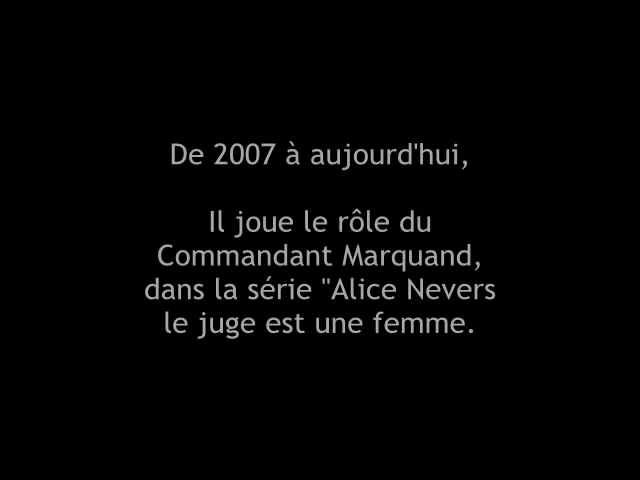 De 2007 à aujourd'hui,
Il joue le rôle du
Commandant Marquand,
dans la série "Alice Nevers
le juge est une femme.